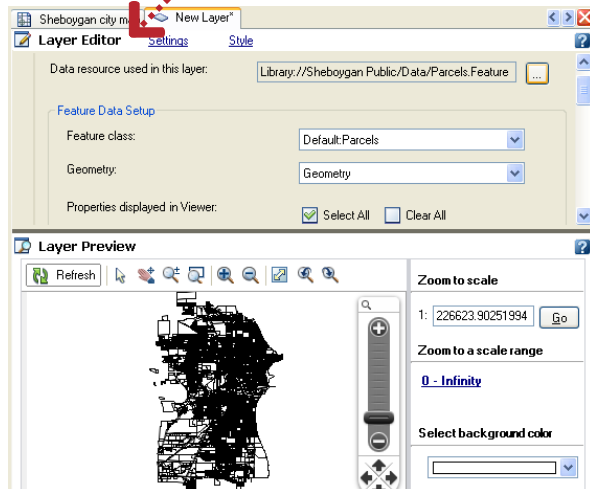 Sheboygan city ma
New Layer*
Layer Editor Settings Style
Data resource used in this layer: Library://Sheboygan Public/Data/Parcels.Feature ...
Feature Data Setup
Feature class: Default:Parcels
Geometry: Geometry
Properties displayed in Viewer: Select All Clear All
Layer Preview
Refresh
Zoom to scale
1: 226623.90251994 Go
Zoom to a scale range
0 - Infinity
Select background color